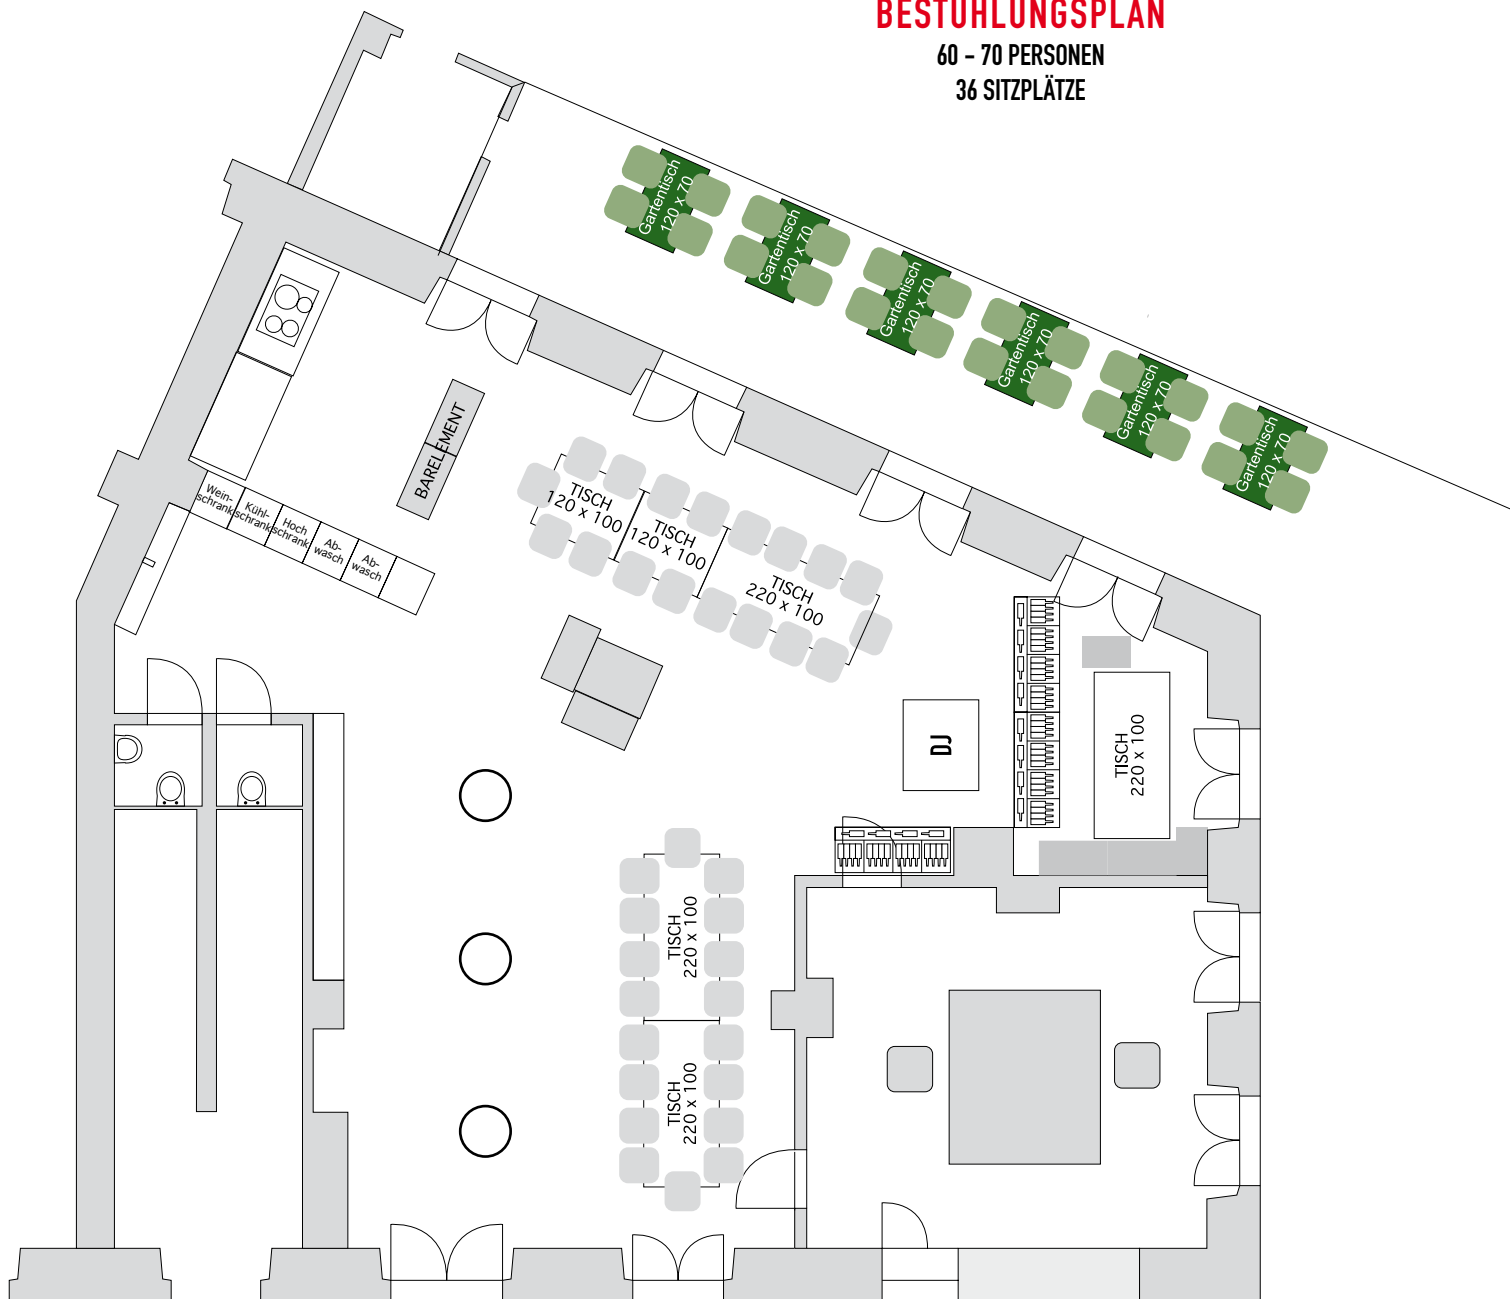 BESTUHLUNGSPLAN
60 - 70 PERSONEN
36 SITZPLÄTZE
Gartentisch
120 x 70
Gartentisch
120 x 70
Gartentisch
120 x 70
Gartentisch
120 x 70
Gartentisch
120 x 70
Gartentisch
120 x 70
BARELEMENT
Wein-
schrank
Kühl-
schrank
Hoch
schrank
Ab-
wasch
Ab-
wasch
TISCH
120 x 100
TISCH
120 x 100
TISCH
220 x 100
DJ
TISCH
220 x 100
TISCH
220 x 100
TISCH
220 x 100